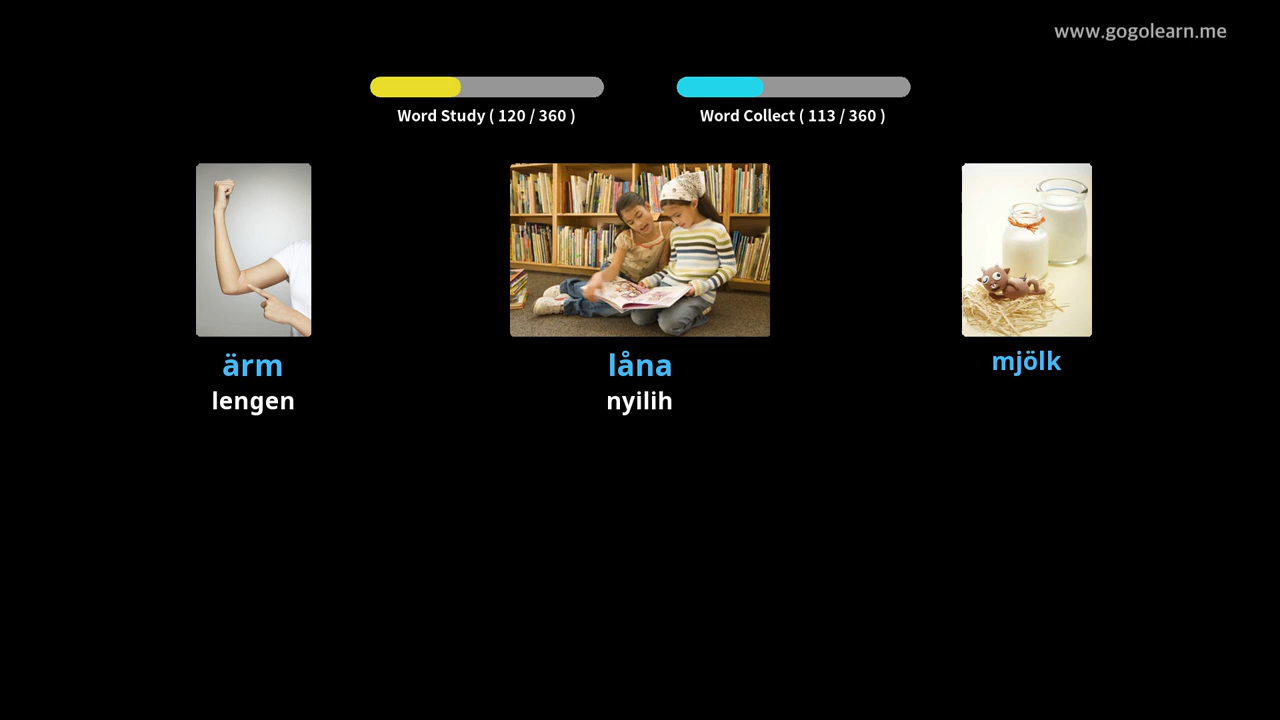 www.gogolearn.me
Word Study ( 120 / 360 )
Word Collect ( 113 / 360 )
ärm
lengen
låna
nyilih
mjölk